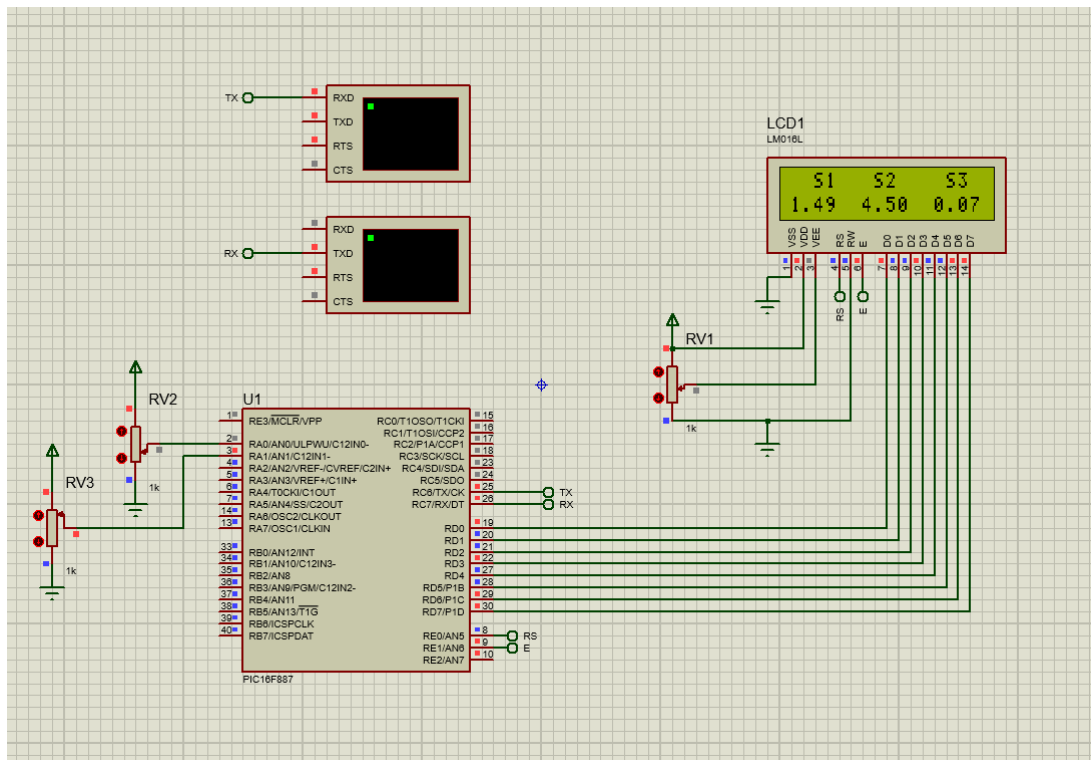 TX
RXD
TXD
RTS
CTS
RX
RXD
TXD
RTS
CTS
LCD1
LM016L
S1 S2 S3
1.49 4.50 0.07
VSS VDD VEE RS RW E D0 D1 D2 D3 D4 D5 D6 D7
1 2 3 4 5 6 7 8 9 10 11 12 13 14
RS E
RV1
1k
RV2
1k
RV3
1k
U1
1 RE3/MCLR/VPP
2 RA0/AN0/ULPWU/C12IN0-
3 RA1/AN1/C12IN1-
4 RA2/AN2/VREF-/CVREF/C2IN+
5 RA3/AN3/VREF+/C1IN+
6 RA4/T0CKI/C1OUT
7 RA5/AN4/SS/C2OUT
14 RA6/OSC2/CLKOUT
13 RA7/OSC1/CLKIN
33 RB0/AN12/INT
34 RB1/AN10/C12IN3-
35 RB2/AN8
36 RB3/AN9/PGM/C12IN2-
37 RB4/AN11
38 RB5/AN13/T1G
39 RB6/ICSPCLK
40 RB7/ICSPDAT
RC0/T1OSO/T1CKI 15
RC1/T1OSI/CCP2 16
RC2/P1A/CCP1 17
RC3/SCK/SCL 18
RC4/SDI/SDA 23
RC5/SDO 24
RC6/TX/CK 25 TX
RC7/RX/DT 26 RX
RD0 19
RD1 20
RD2 21
RD3 22
RD4 27
RD5/P1B 28
RD6/P1C 29
RD7/P1D 30
RE0/AN5 8 RS
RE1/AN6 9 E
RE2/AN7 10
PIC16F887